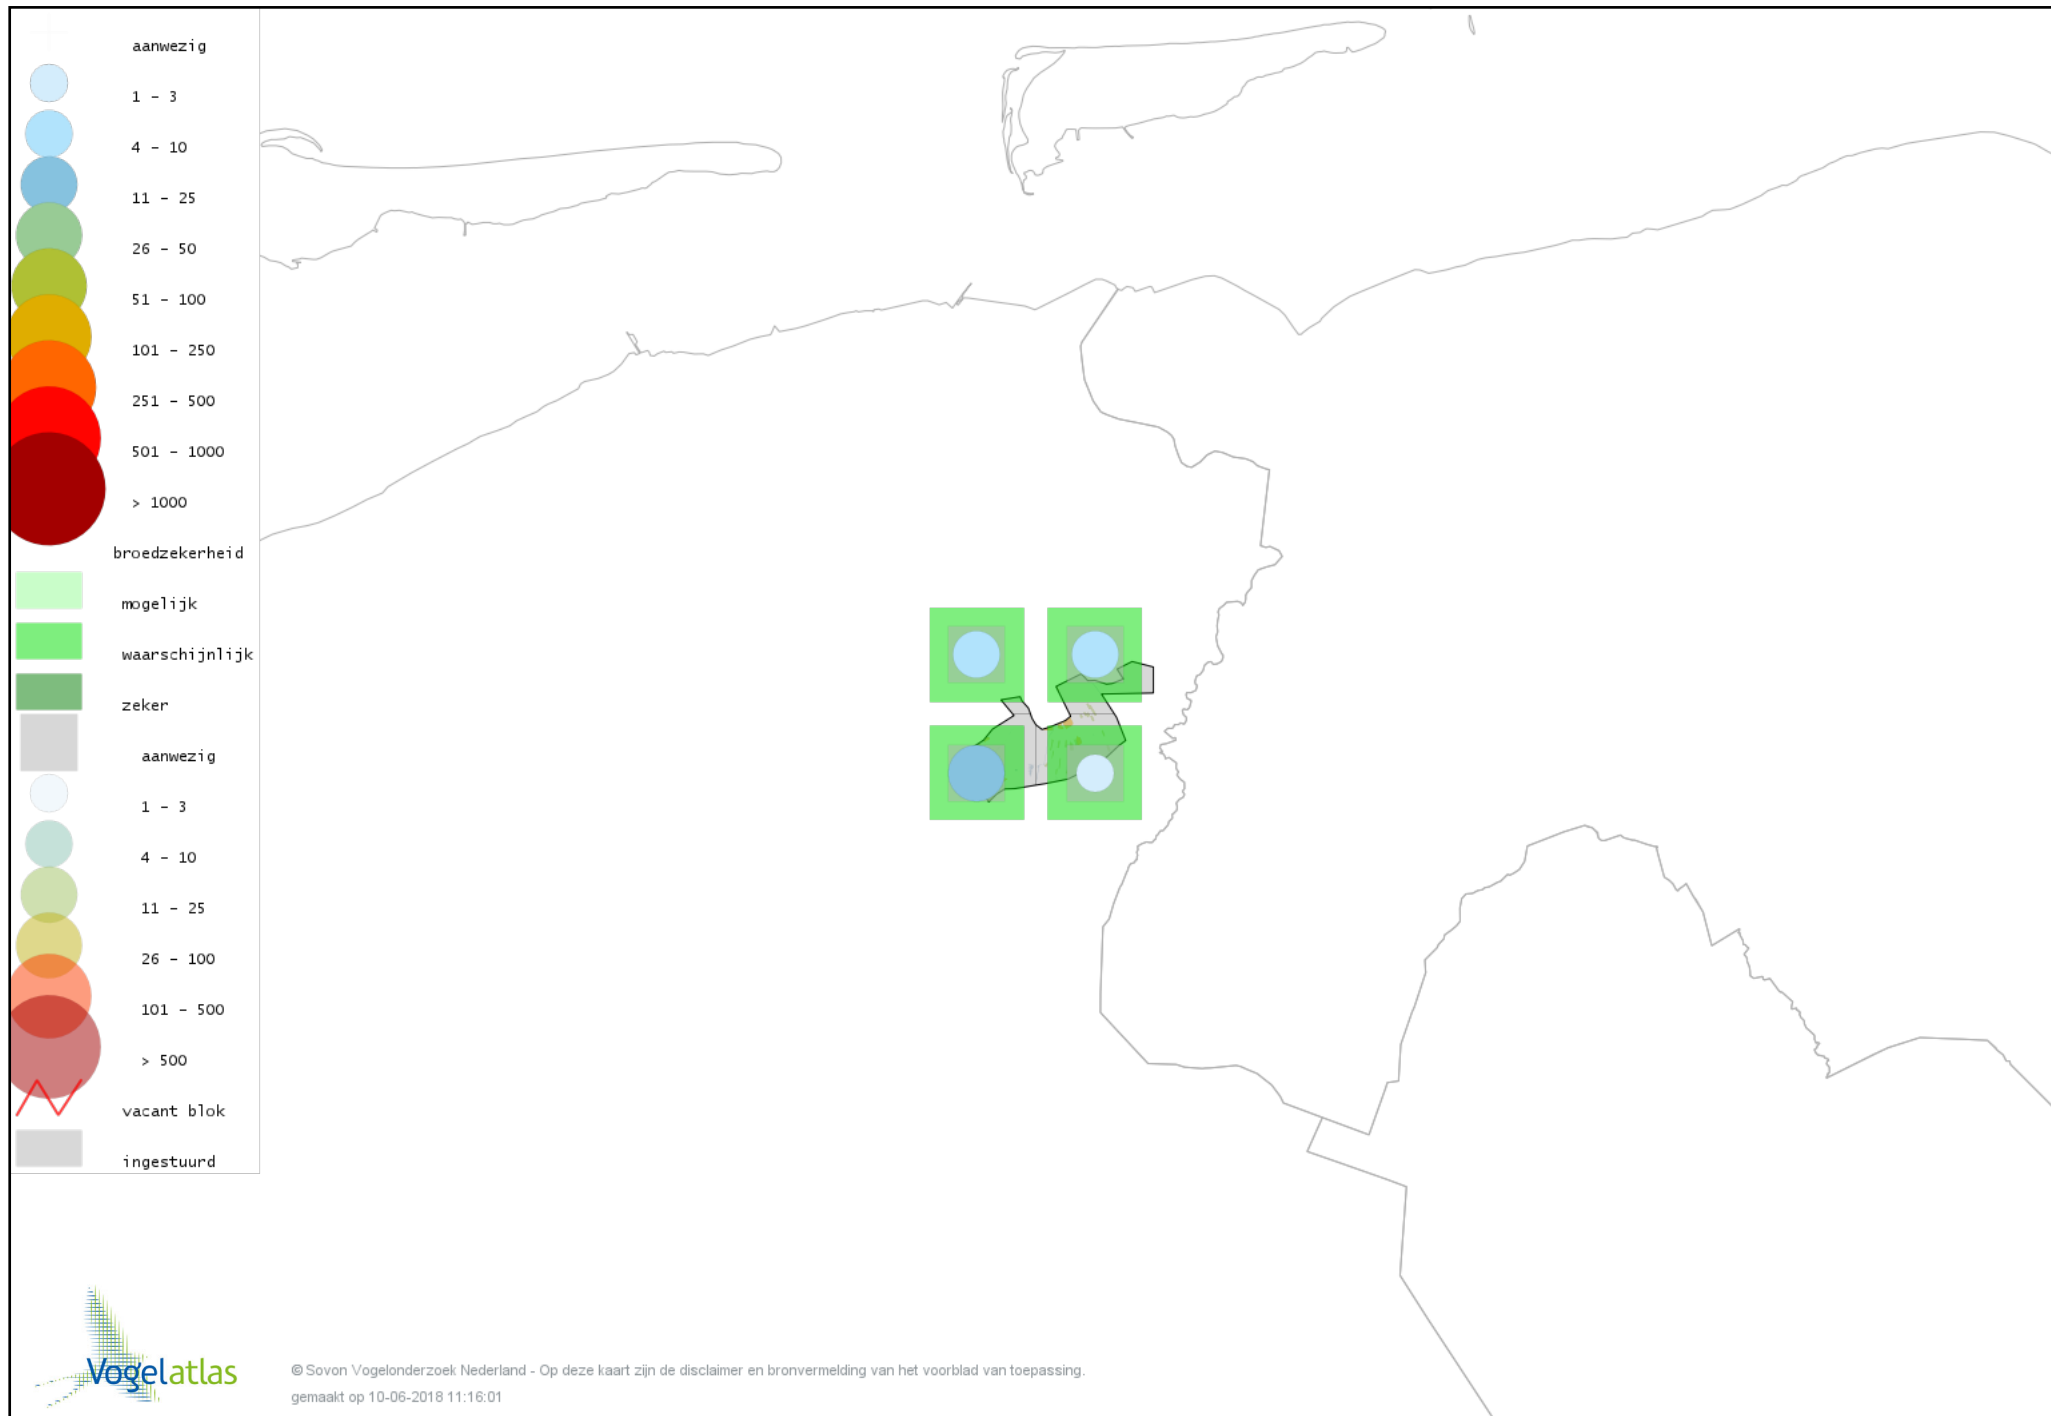 aanwezig
1 - 3
4 - 10
11 - 25
26 - 50
51 - 100
101 - 250
251 - 500
501 - 1000
> 1000
broedzekerheid
mogelijk
waarschijnlijk
zeker
aanwezig
1 - 3
4 - 10
11 - 25
26 - 100
101 - 500
> 500
vacant blok
ingestuurd
Vogelatlas
© Sovon Vogelonderzoek Nederland - Op deze kaart zijn de disclaimer en bronvermelding van het voorblad van toepassing.
gemaakt op 10-06-2018 11:16:01